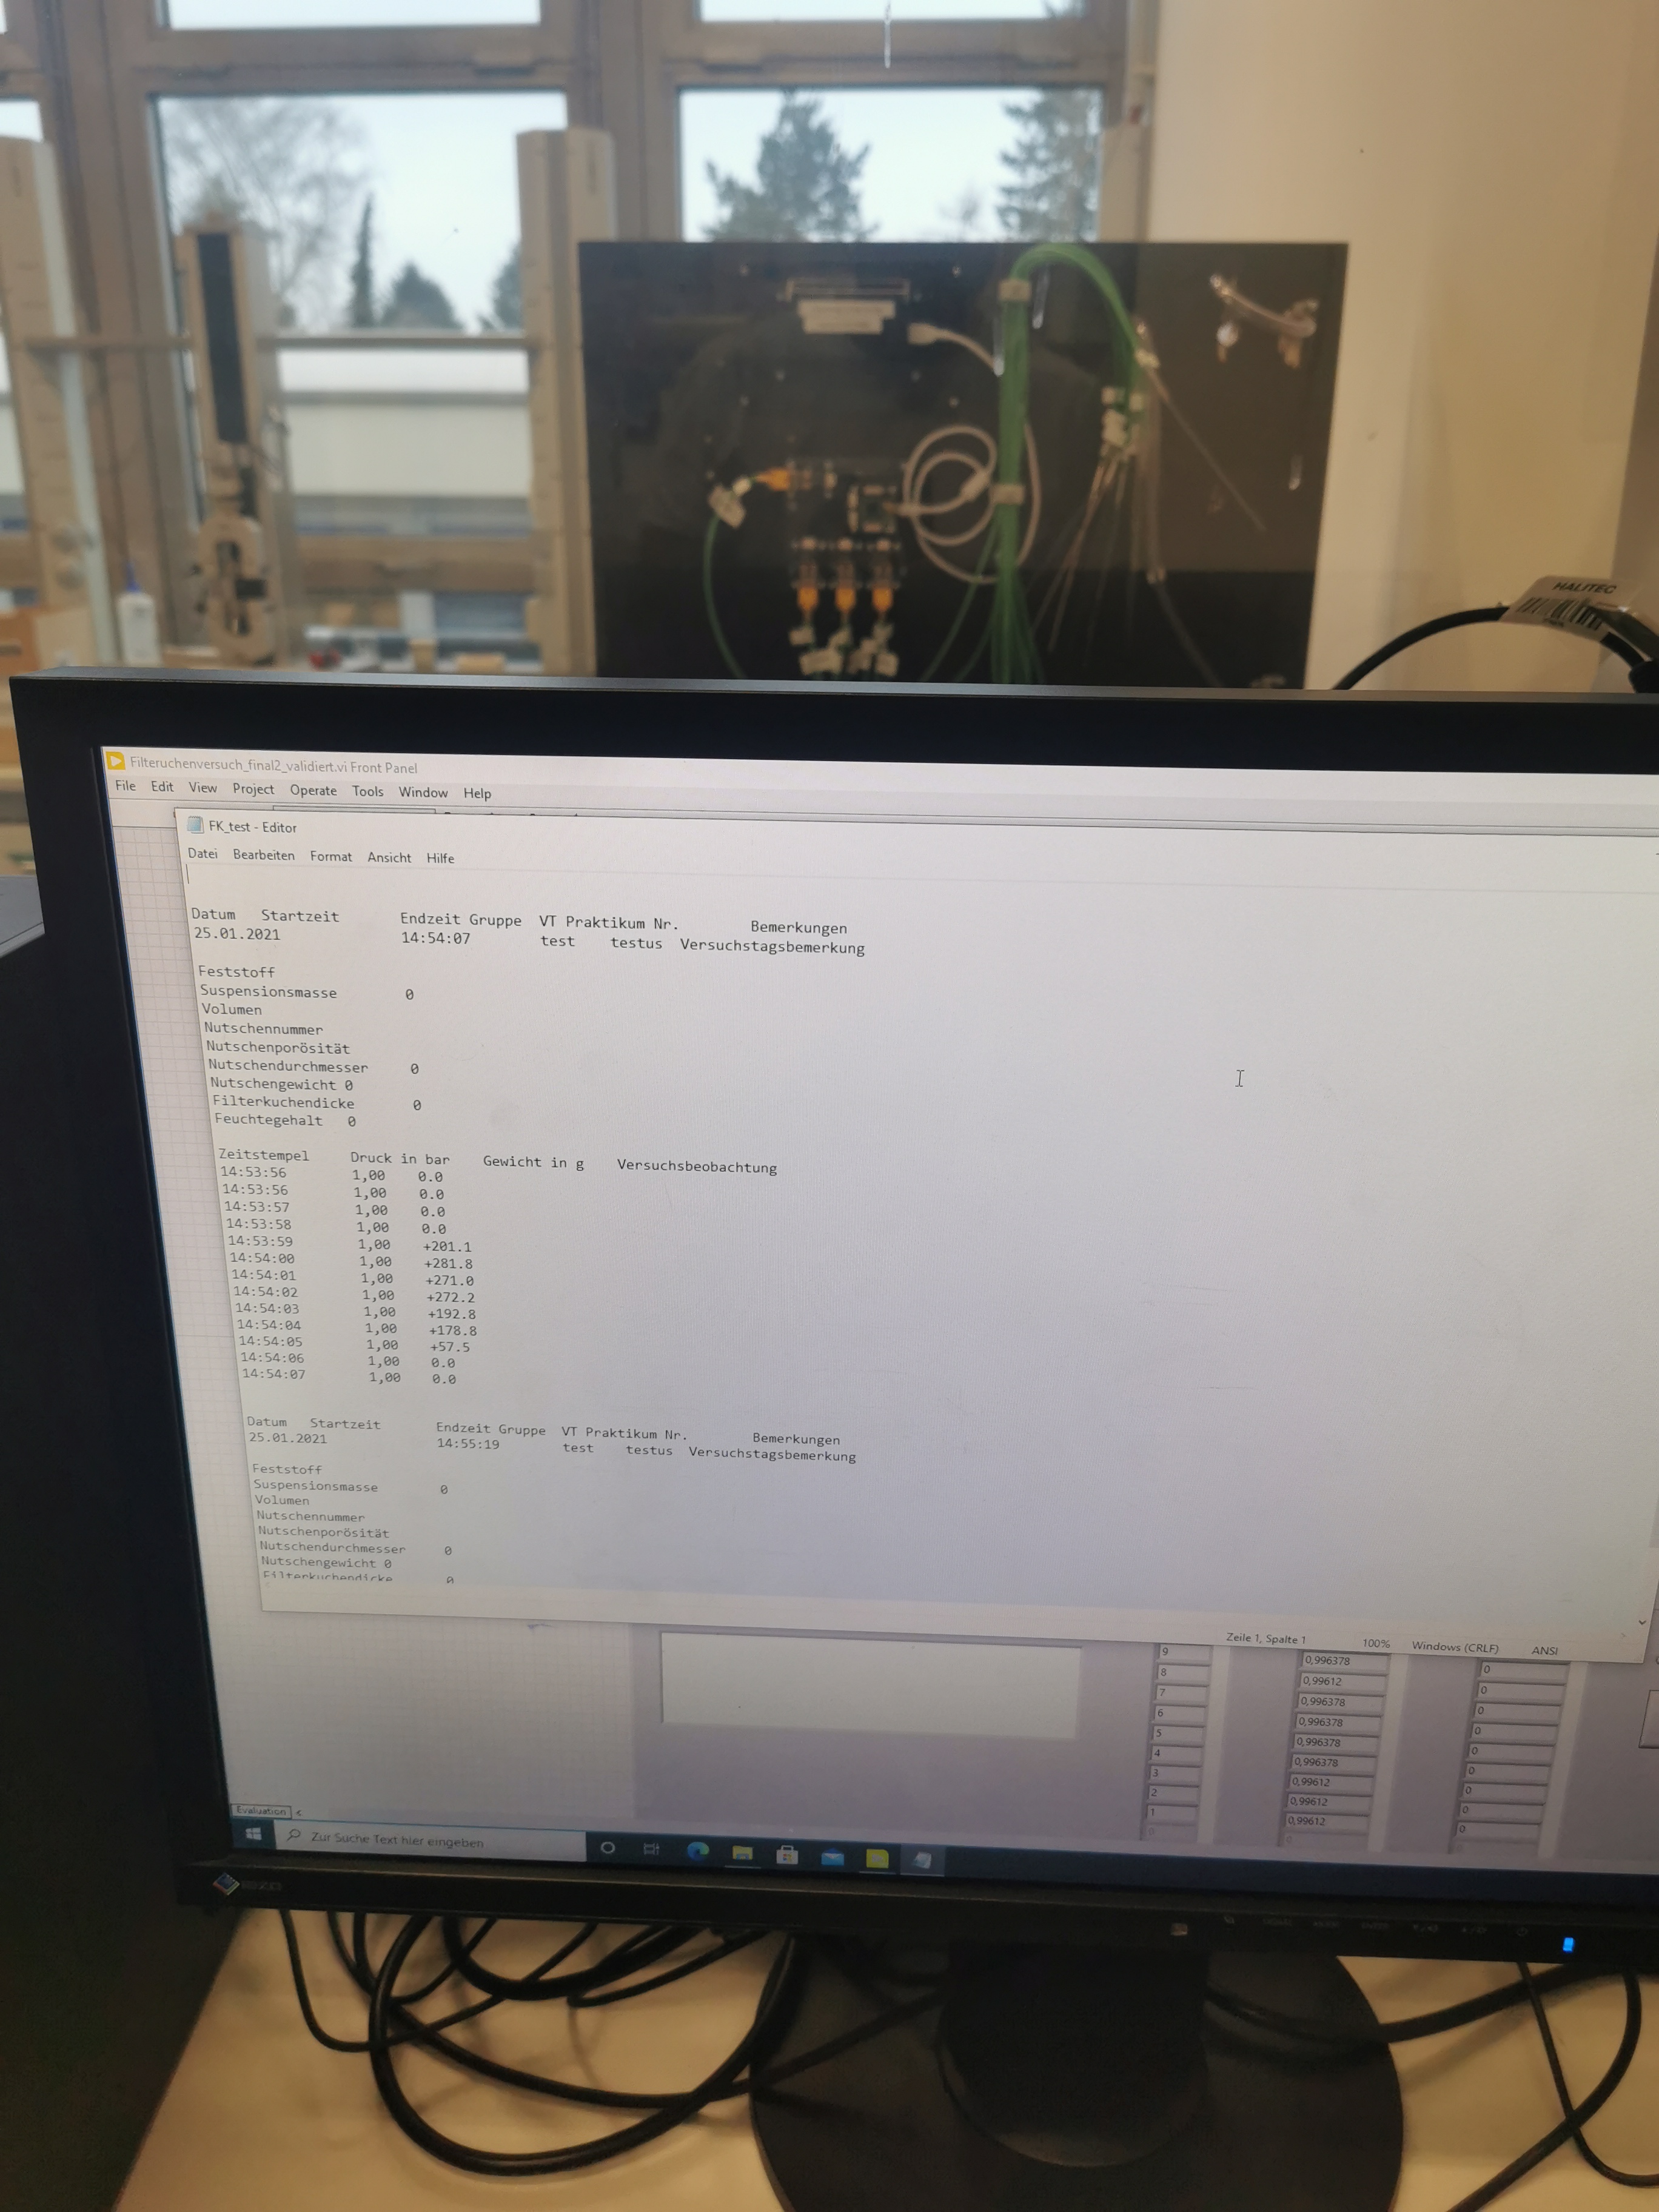 HALITEC
Filteruchenversuch_final2_validiert.vi Front Panel
File Edit View Project Operate Tools Window Help
FK_test - Editor
Datei Bearbeiten Format Ansicht Hilfe
Datum Startzeit Endzeit Gruppe VT Praktikum Nr. Bemerkungen
25.01.2021 14:54:07 test testus Versuchstagsbemerkung
Feststoff
Suspensionsmasse 0
Volumen
Nutschennummer
Nutschenporösität
Nutschendurchmesser 0
Nutschengewicht 0
Filterkuchendicke 0
Feuchtegehalt 0
Zeitstempel Druck in bar Gewicht in g Versuchsbeobachtung
14:53:56 1,00 0.0
14:53:56 1,00 0.0
14:53:57 1,00 0.0
14:53:58 1,00 0.0
14:53:59 1,00 +201.1
14:54:00 1,00 +281.8
14:54:01 1,00 +271.0
14:54:02 1,00 +272.2
14:54:03 1,00 +192.8
14:54:04 1,00 +178.8
14:54:05 1,00 +57.5
14:54:06 1,00 0.0
14:54:07 1,00 0.0
Datum Startzeit Endzeit Gruppe VT Praktikum Nr. Bemerkungen
25.01.2021 14:55:19 test testus Versuchstagsbemerkung
Feststoff
Suspensionsmasse 0
Volumen
Nutschennummer
Nutschenporösität
Nutschendurchmesser 0
Nutschengewicht 0
Filterkuchendicke 0
Zeile 1, Spalte 1 100% Windows (CRLF) ANSI
9 0,996378 0
8 0,99612 0
7 0,996378 0
6 0,996378 0
5 0,996378 0
4 0,996378 0
3 0,99612 0
2 0,99612 0
1 0,99612 0
Evaluation
Zur Suche Text hier eingeben
EIZO